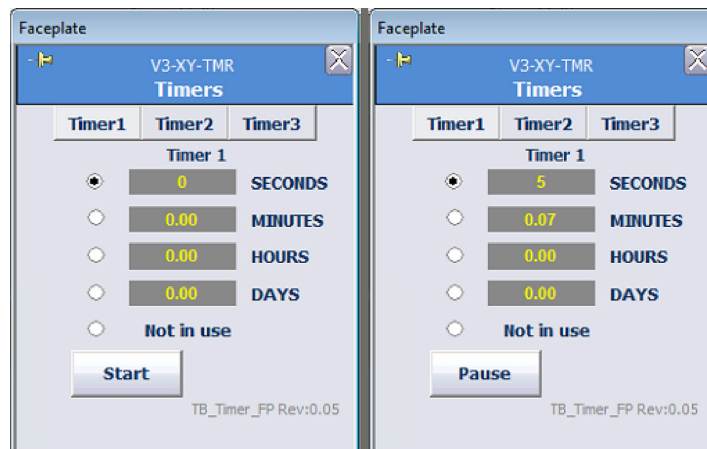 Faceplate
V3-XY-TMR
Timers
Timer1 Timer2 Timer3
Timer 1
0 SECONDS
0.00 MINUTES
0.00 HOURS
0.00 DAYS
Not in use
Start
TB_Timer_FP Rev:0.05
Faceplate
V3-XY-TMR
Timers
Timer1 Timer2 Timer3
Timer 1
5 SECONDS
0.07 MINUTES
0.00 HOURS
0.00 DAYS
Not in use
Pause
TB_Timer_FP Rev:0.05